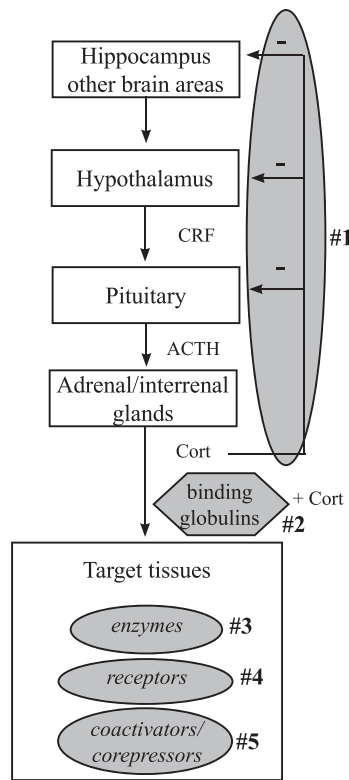 Hippocampus
other brain areas
-
Hypothalamus
-
CRF
#1
-
Pituitary
ACTH
Adrenal/interrenal
glands
Cort
binding
globulins
+ Cort
#2
Target tissues
enzymes #3
receptors #4
coactivators/
corepressors
#5